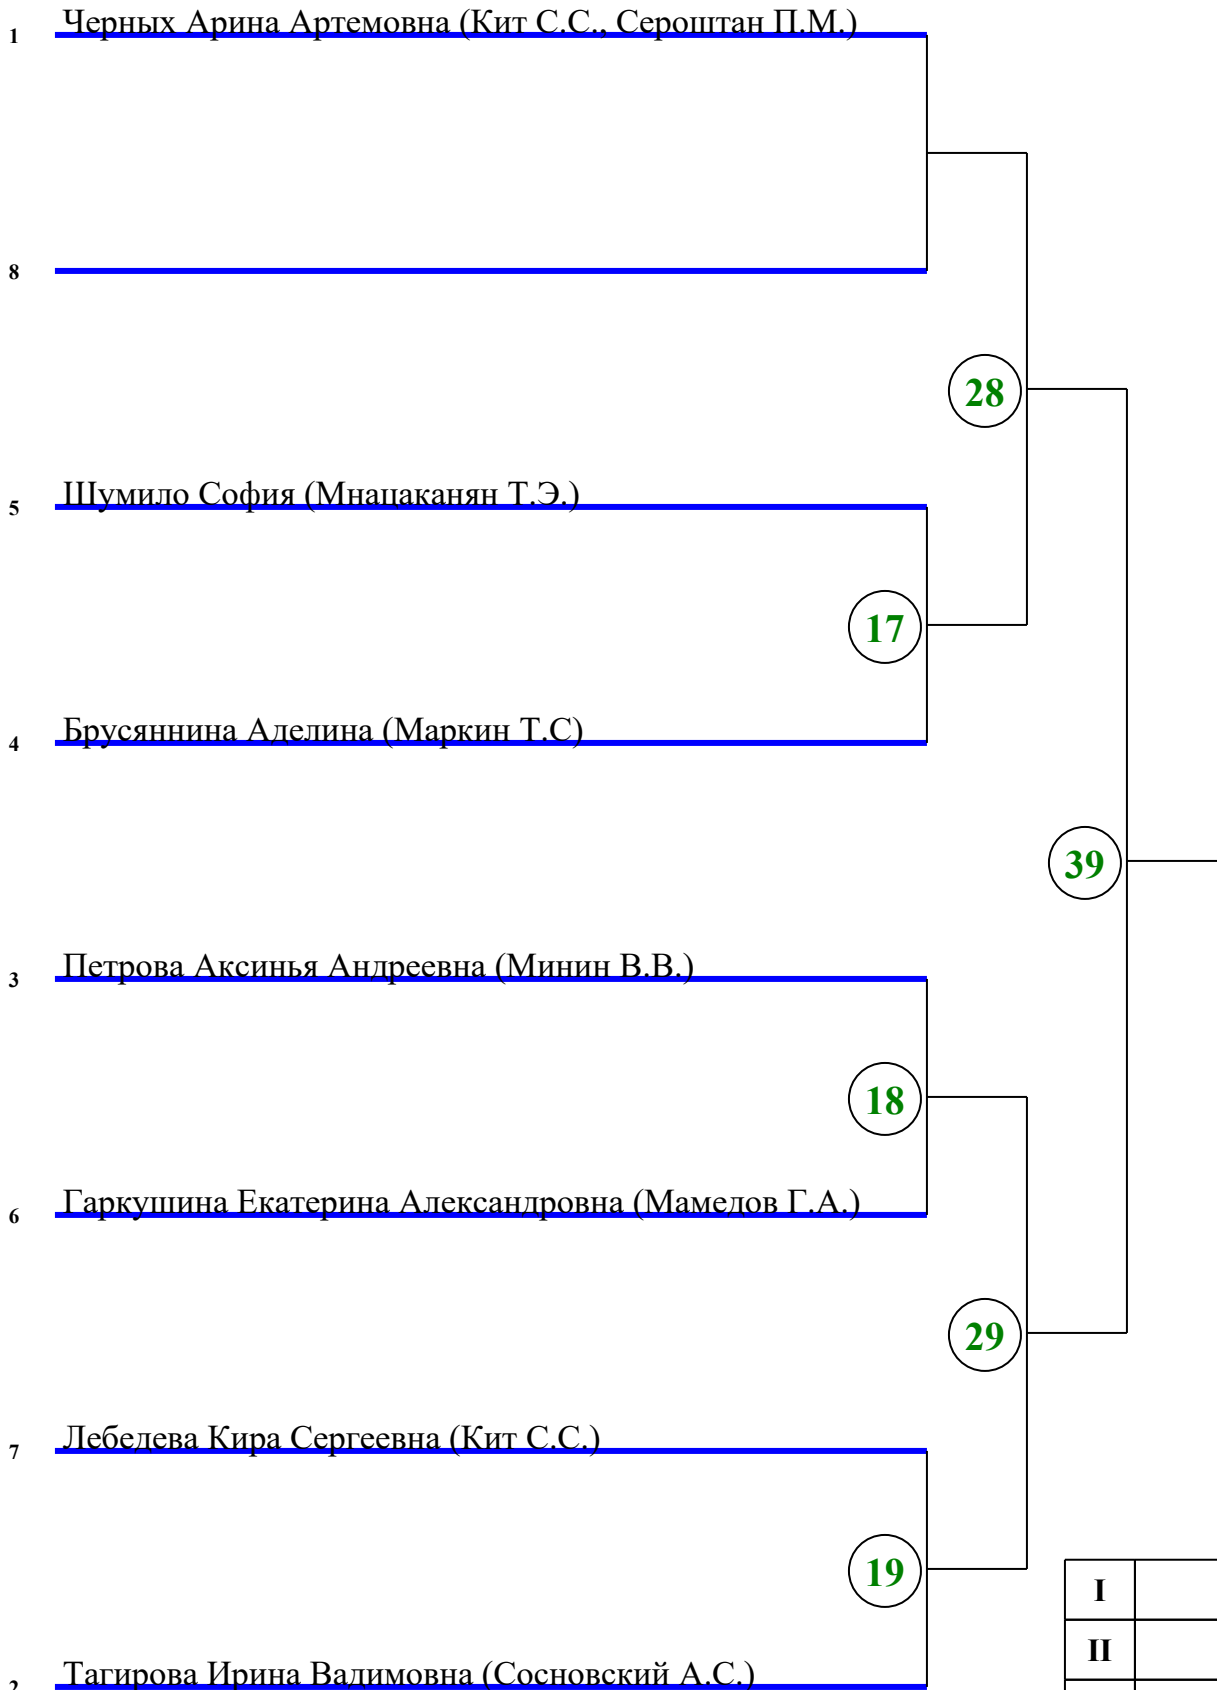 1 Черных Арина Артемовна (Кит С.С., Сероштан П.М.)
8
28
5 Шумило София (Мнацаканян Т.Э.)
17
4 Брусяннина Аделина (Маркин Т.С)
39
3 Петрова Аксинья Андреевна (Минин В.В.)
18
6 Гаркушина Екатерина Александровна (Мамедов Г.А.)
29
7 Лебедева Кира Сергеевна (Кит С.С.)
19
I
II
2 Тагирова Ирина Вадимовна (Сосновский А.С.)